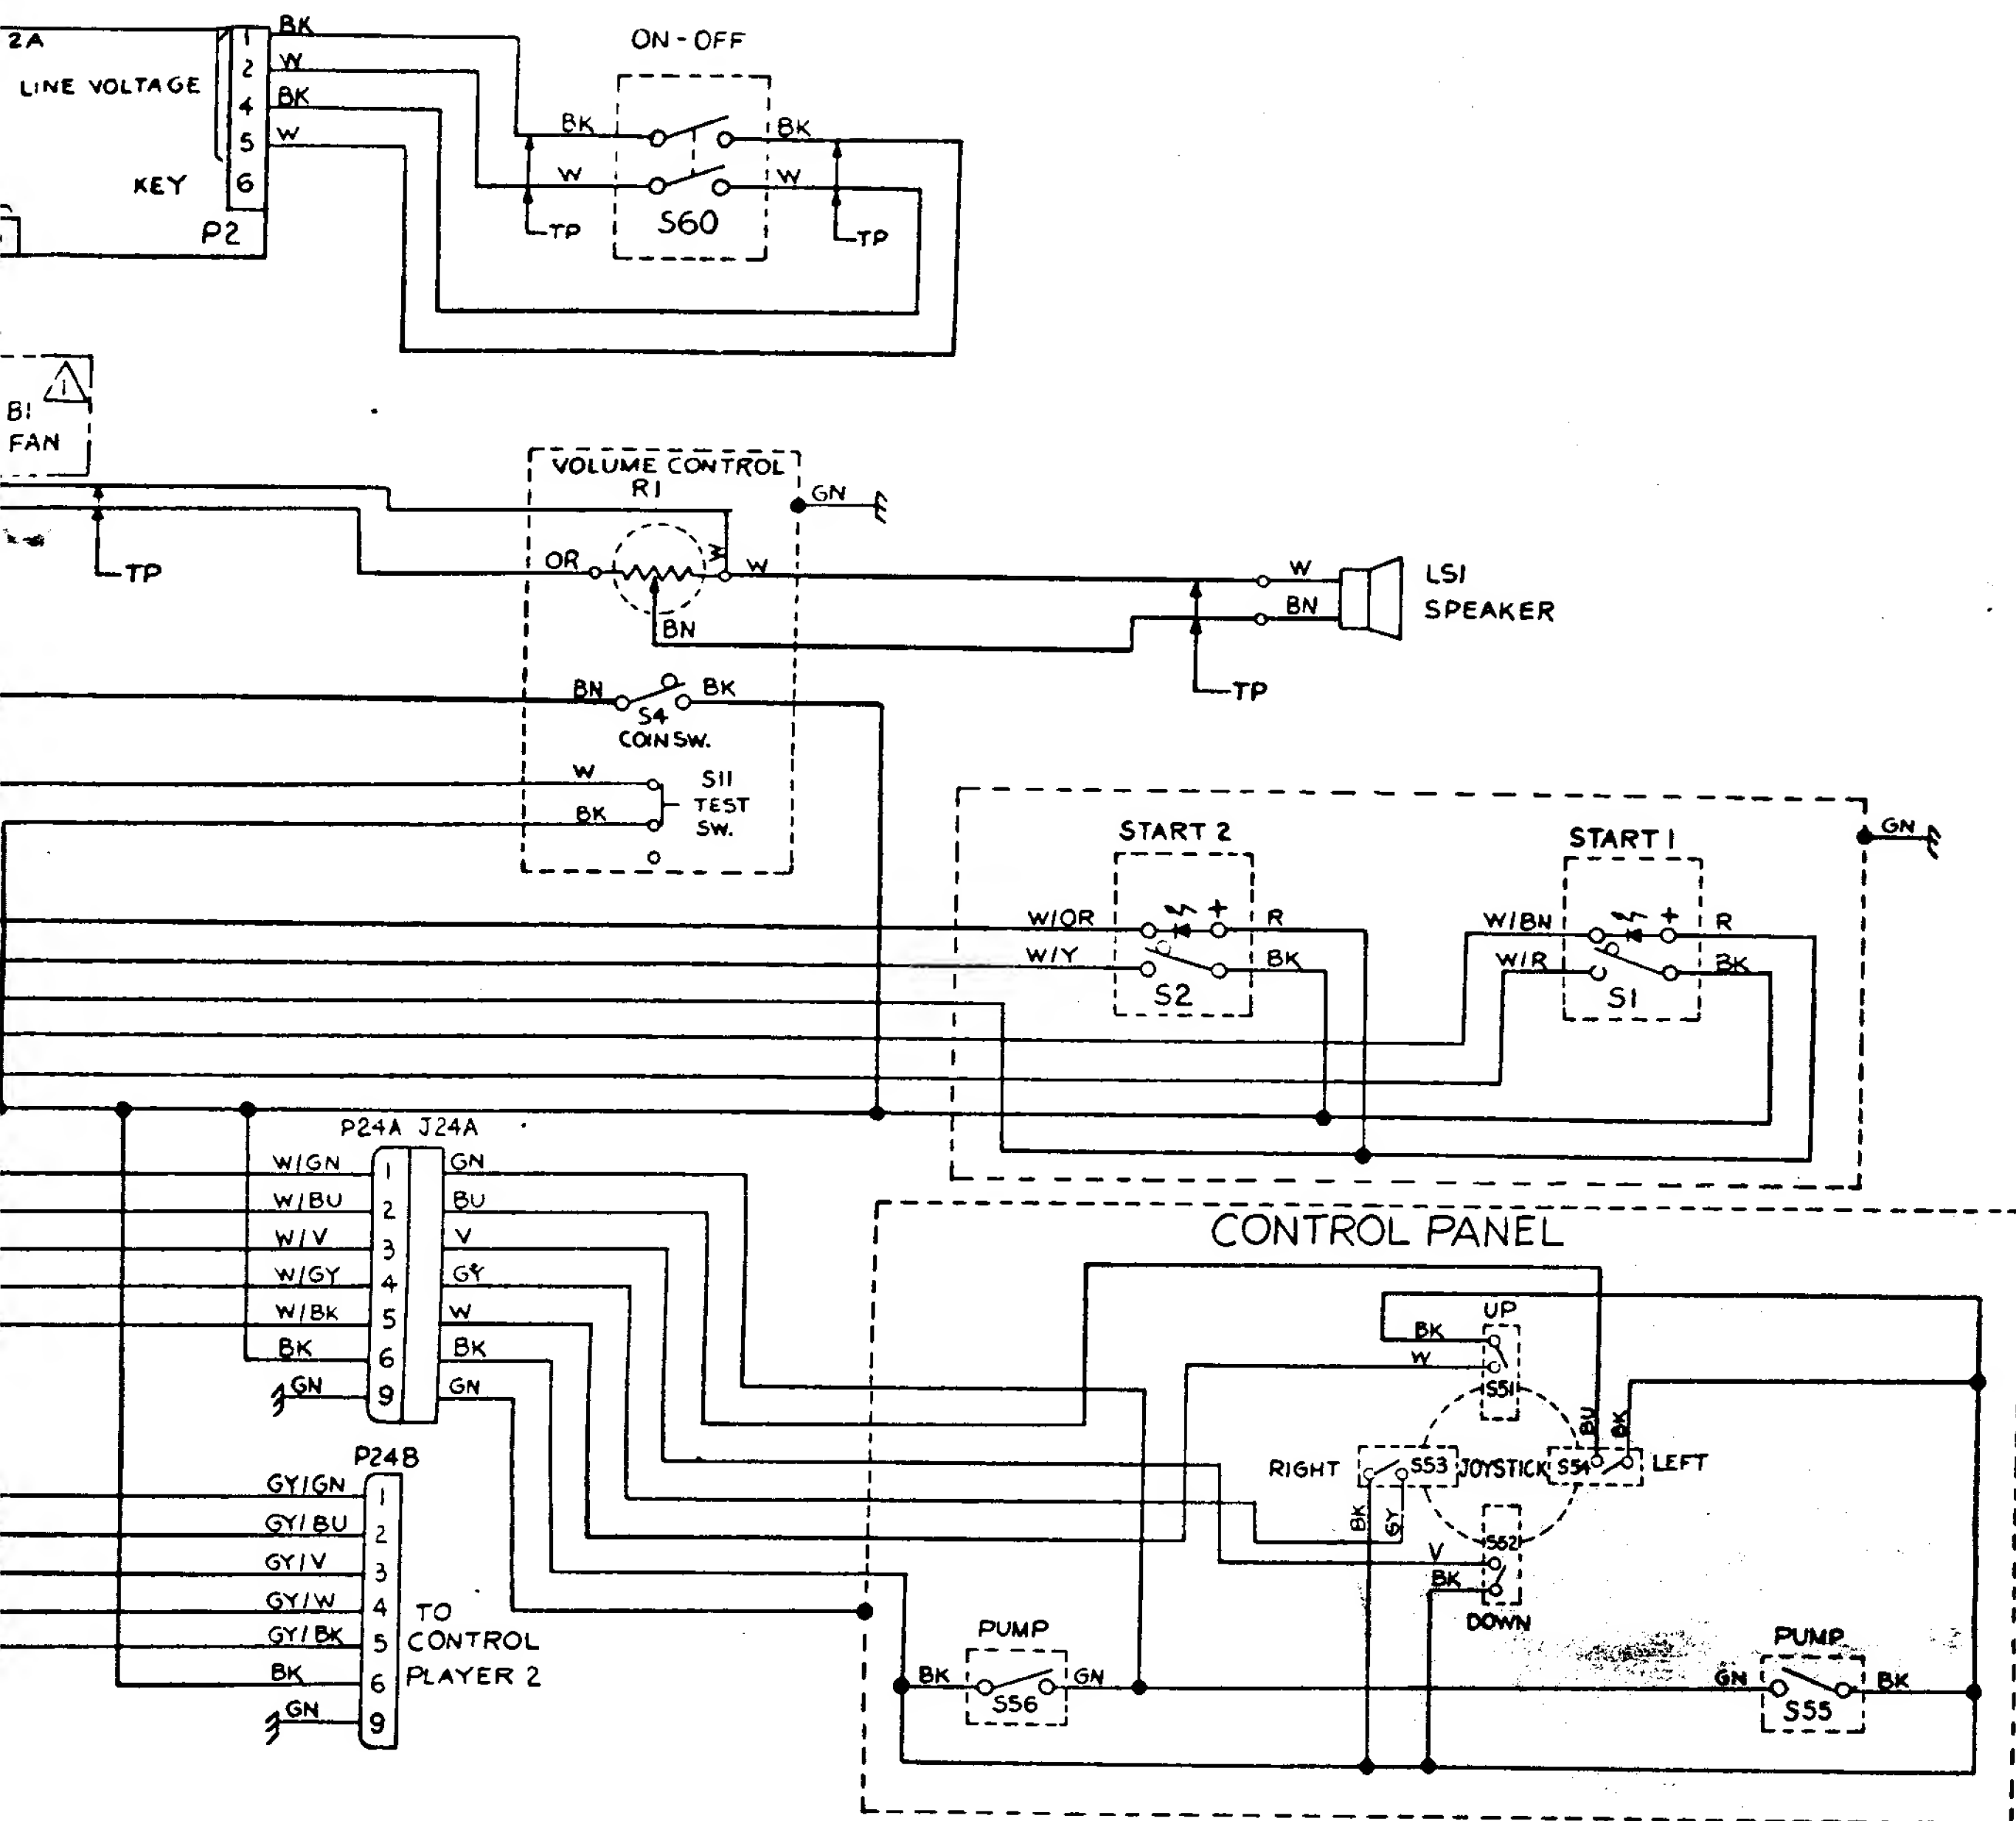 2A
LINE VOLTAGE
KEY
P2
1
2
4
5
6
BK
W
BK
W
ON-OFF
BK
W
BK
W
S60
TP
TP
B1
FAN
TP
VOLUME CONTROL
R1
GN
OR
W
W
BN
W
BN
LS1
SPEAKER
TP
BN
BK
S4
COIN SW.
W
BK
S11
TEST
SW.
START 2
START 1
GN
W/OR
+
R
W/Y
BK
S2
W/BN
+
R
W/R
BK
S1
P24A J24A
W/GN 1 GN
W/BU 2 BU
W/V 3 V
W/GY 4 GY
W/BK 5 W
BK 6 BK
GN 9 GN
P24B
GY/GN 1
GY/BU 2
GY/V 3
GY/W 4
GY/BK 5
BK 6
GN 9
TO
CONTROL
PLAYER 2
CONTROL PANEL
UP
BK
W
S51
BU
BK
RIGHT
S53
JOYSTICK
S54
LEFT
BK
GY
S52
V
BK
DOWN
PUMP
BK
GN
S56
PUMP
GN
BK
S55